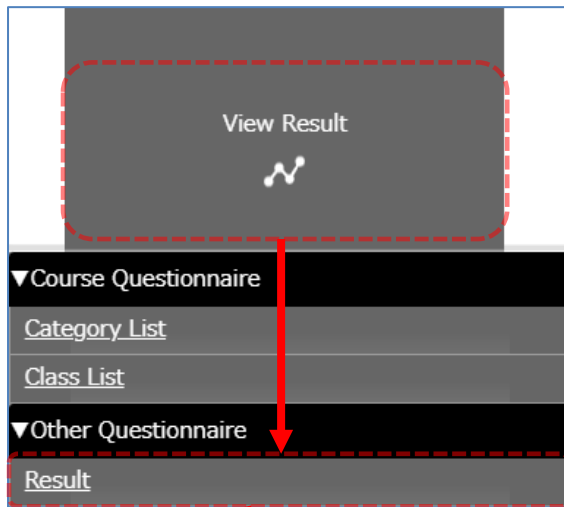 View Result
▼Course Questionnaire
Category List
Class List
▼Other Questionnaire
Result